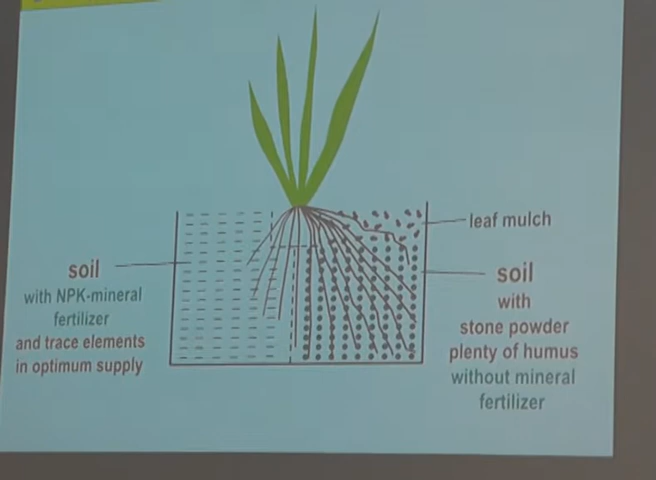 leaf mulch
soil
with NPK-mineral
fertilizer
and trace elements
in optimum supply
soil
with
stone powder
plenty of humus
without mineral
fertilizer